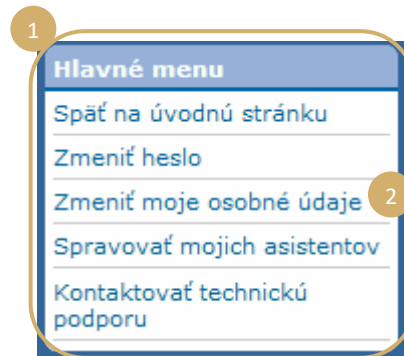 1
Hlavné menu
Späť na úvodnú stránku
Zmeniť heslo
Zmeniť moje osobné údaje
2
Spravovať mojich asistentov
Kontaktovať technickú
podporu